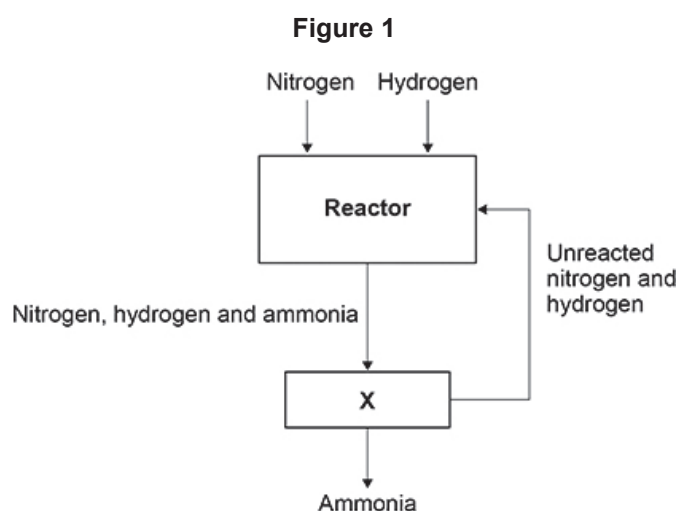 Figure 1
Nitrogen Hydrogen
Reactor
Unreacted
nitrogen and
hydrogen
Nitrogen, hydrogen and ammonia
X
Ammonia